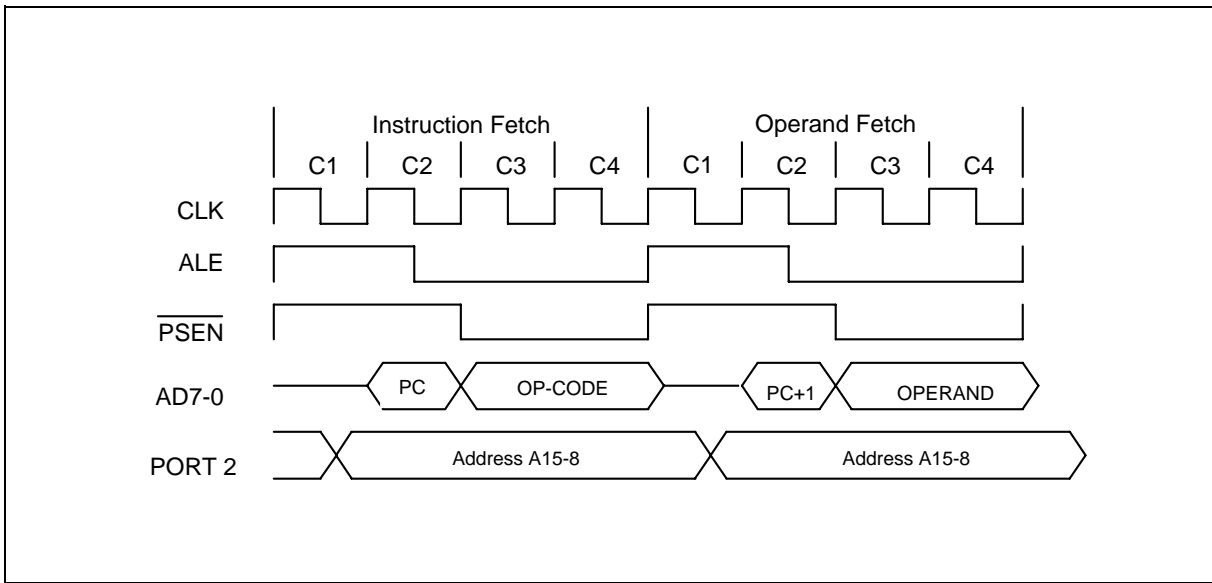 Instruction Fetch Operand Fetch
C1 C2 C3 C4 C1 C2 C3 C4
CLK
ALE
PSEN
AD7-0 PC OP-CODE PC+1 OPERAND
PORT 2 Address A15-8 Address A15-8